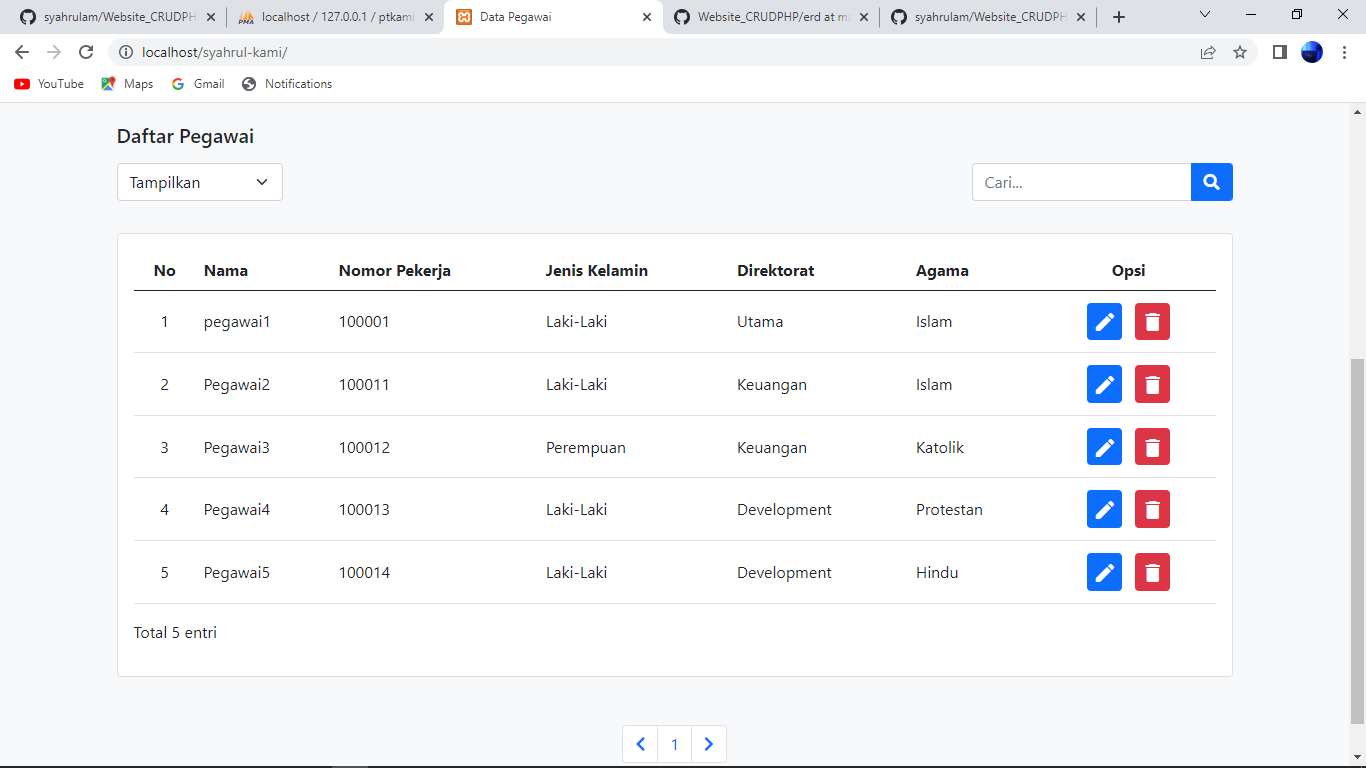 syahrulam/Website_CRUDPH
localhost / 127.0.0.1 / ptkami
Data Pegawai
Website_CRUDPHP/erd at ma
syahrulam/Website_CRUDPH
localhost/syahrul-kami/
YouTube Maps Gmail Notifications
Daftar Pegawai
Tampilkan Cari...
No Nama Nomor Pekerja Jenis Kelamin Direktorat Agama Opsi
1 pegawai1 100001 Laki-Laki Utama Islam
2 Pegawai2 100011 Laki-Laki Keuangan Islam
3 Pegawai3 100012 Perempuan Keuangan Katolik
4 Pegawai4 100013 Laki-Laki Development Protestan
5 Pegawai5 100014 Laki-Laki Development Hindu
Total 5 entri
1